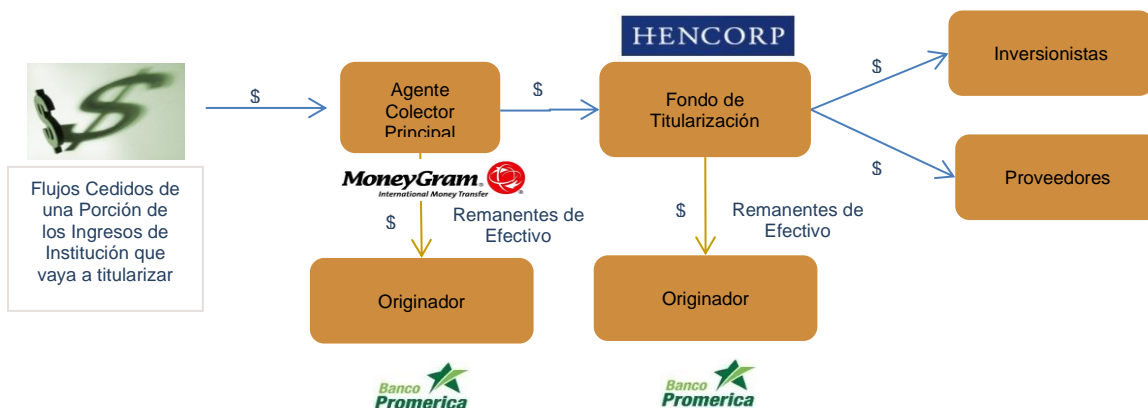 HENCORP
Inversionistas
$
$
Agente
Colector
Principal
$
Fondo de
Titularización
$
Proveedores
Flujos Cedidos de
una Porción de
los Ingresos de
Institución que
vaya a titularizar
MoneyGram.®
International Money Transfer
$
Remanentes de
Efectivo
$
Remanentes de
Efectivo
Originador
Originador
Banco
Promerica
Banco
Promerica